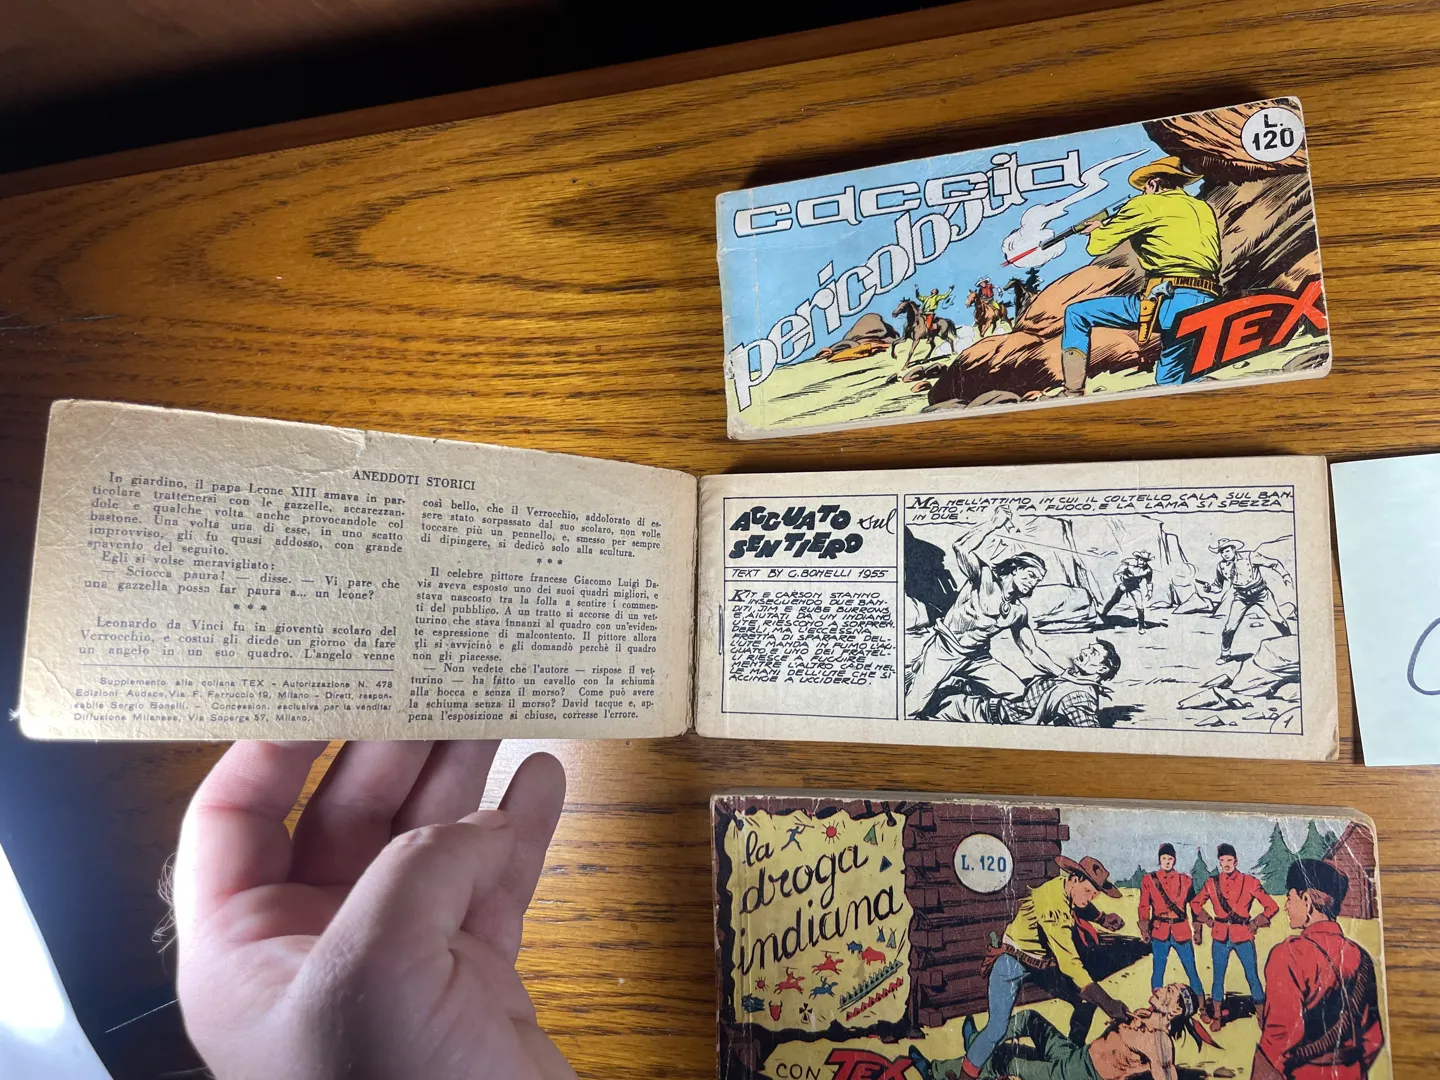 caccia
pericolosa
L.
120
TEX
ANEDDOTI STORICI
In giardino, il papa Leone XIII amava in par-
ticolare trattenersi con le gazzelle, accarezzan-
dole e qualche volta anche provocandole col
bastone. Una volta una di esse, in uno scatto
improvviso, gli fu quasi addosso, con grande
spavento del seguito.
Egli si volse meravigliato:
— Sciocca paura! — disse. — Vi pare che
una gazzella possa far paura a... un leone?
* * *
Leonardo da Vinci fu in gioventù scolaro del
Verrocchio, e costui gli diede un giorno da fare
un angelo in un suo quadro. L'angelo venne
Supplemento alla collana TEX - Autorizzazione N. 478
Edizioni Audace, Via F. Ferruccio 19, Milano - Dirett. respon-
sabile Sergio Bonelli. - Concession. esclusiva per la vendita:
Diffusione Milanese, Via Soperga 57, Milano.
così bello, che il Verrocchio, addolorato di es-
sere stato sorpassato dal suo scolaro, non volle
toccare più un pennello, e, smesso per sempre
di dipingere, si dedicò solo alla scultura.
* * *
Il celebre pittore francese Giacomo Luigi Da-
vis aveva esposto uno dei suoi quadri migliori, e
stava nascosto tra la folla a sentire i commen-
ti del pubblico. A un tratto si accorse di un vet-
turino che stava innanzi al quadro con un'eviden-
te espressione di malcontento. Il pittore allora
gli si avvicinò e gli domandò perchè il quadro
non gli piacesse.
— Non vedete che l'autore — rispose il vet-
turino — ha fatto un cavallo con la schiuma
alla bocca e senza il morso? Come può avere
la schiuma senza il morso? David tacque e, ap-
pena l'esposizione si chiuse, corresse l'errore.
AGGUATO sul
SENTIERO
TEXT BY G. BONELLI 1955
KIT E CARSON STANNO
INSEGUENDO DUE BAN-
DITI, JIM E RUBE BURROWS,
E AIUTATI DA UN INDIANO
UTE RIESCONO A SORPREN-
DERLI. MA L'ECCESSIVA
FRETTA DI SPARARE DEL-
L'UTE MANDA IN FUMO L'AG-
GUATO E UNO DEI FRATEL-
LI RIESCE A FUGGIRE
MENTRE L'ALTRO CADE NEL-
LE MANI DELL'UTE CHE SI
ACCINGE A UCCIDERLO.
MA NELL'ATTIMO IN CUI IL COLTELLO CALA SUL BAN-
DITO, KIT FA FUOCO, E LA LAMA SI SPEZZA
IN DUE.
1
la
droga
indiana
L. 120
CON TEX